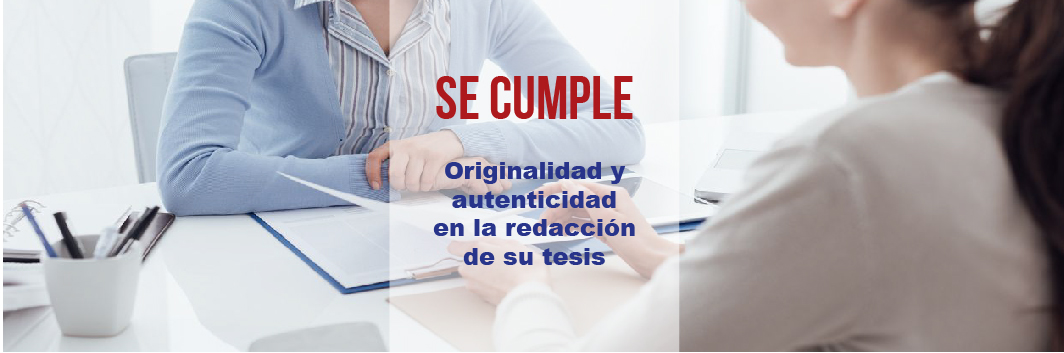 SE CUMPLE
Originalidad y
autenticidad
en la redacción
de su tesis